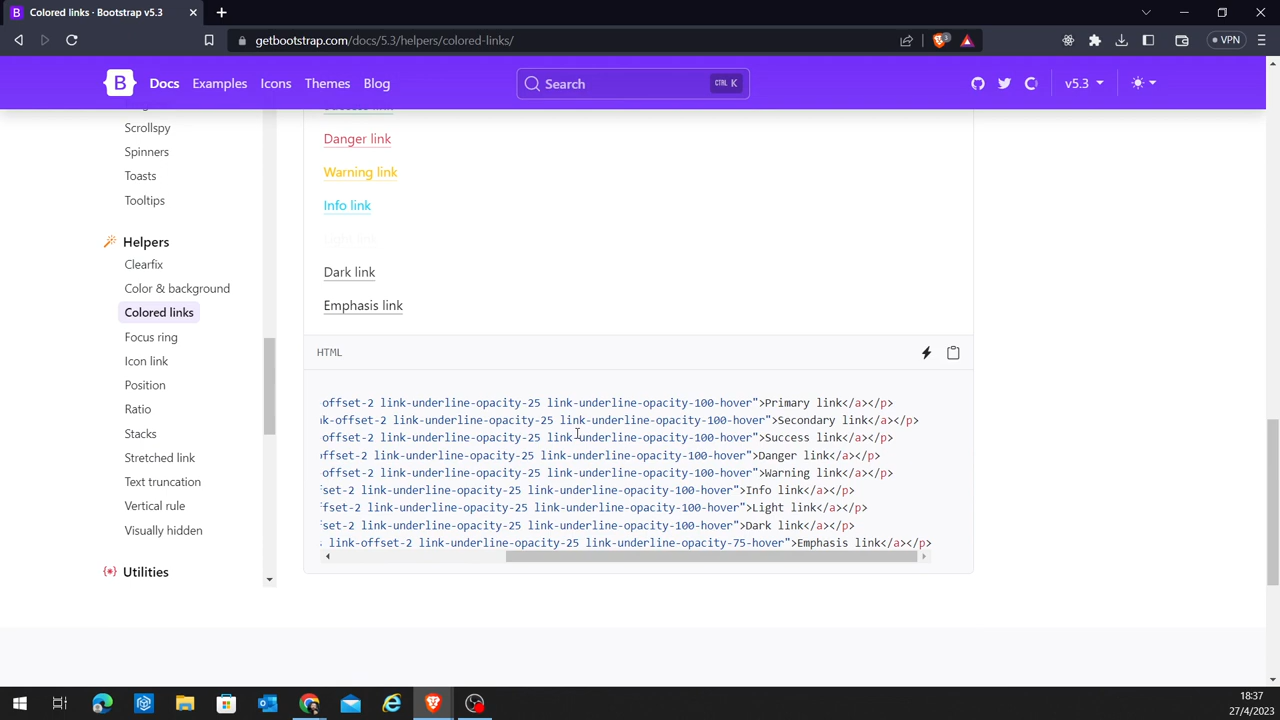 Colored links - Bootstrap v5.3
getbootstrap.com/docs/5.3/helpers/colored-links/
3
VPN
B
Docs
Examples
Icons
Themes
Blog
Search
CTRL K
v5.3
Scrollspy
Spinners
Toasts
Tooltips
Helpers
Clearfix
Color & background
Colored links
Focus ring
Icon link
Position
Ratio
Stacks
Stretched link
Text truncation
Vertical rule
Visually hidden
Utilities
Success link
Danger link
Warning link
Info link
Light link
Dark link
Emphasis link
HTML
offset-2 link-underline-opacity-25 link-underline-opacity-100-hover">Primary link</a></p>
k-offset-2 link-underline-opacity-25 link-underline-opacity-100-hover">Secondary link</a></p>
offset-2 link-underline-opacity-25 link-underline-opacity-100-hover">Success link</a></p>
ffset-2 link-underline-opacity-25 link-underline-opacity-100-hover">Danger link</a></p>
offset-2 link-underline-opacity-25 link-underline-opacity-100-hover">Warning link</a></p>
fset-2 link-underline-opacity-25 link-underline-opacity-100-hover">Info link</a></p>
fset-2 link-underline-opacity-25 link-underline-opacity-100-hover">Light link</a></p>
fset-2 link-underline-opacity-25 link-underline-opacity-100-hover">Dark link</a></p>
s link-offset-2 link-underline-opacity-25 link-underline-opacity-75-hover">Emphasis link</a></p>
18:37
27/4/2023